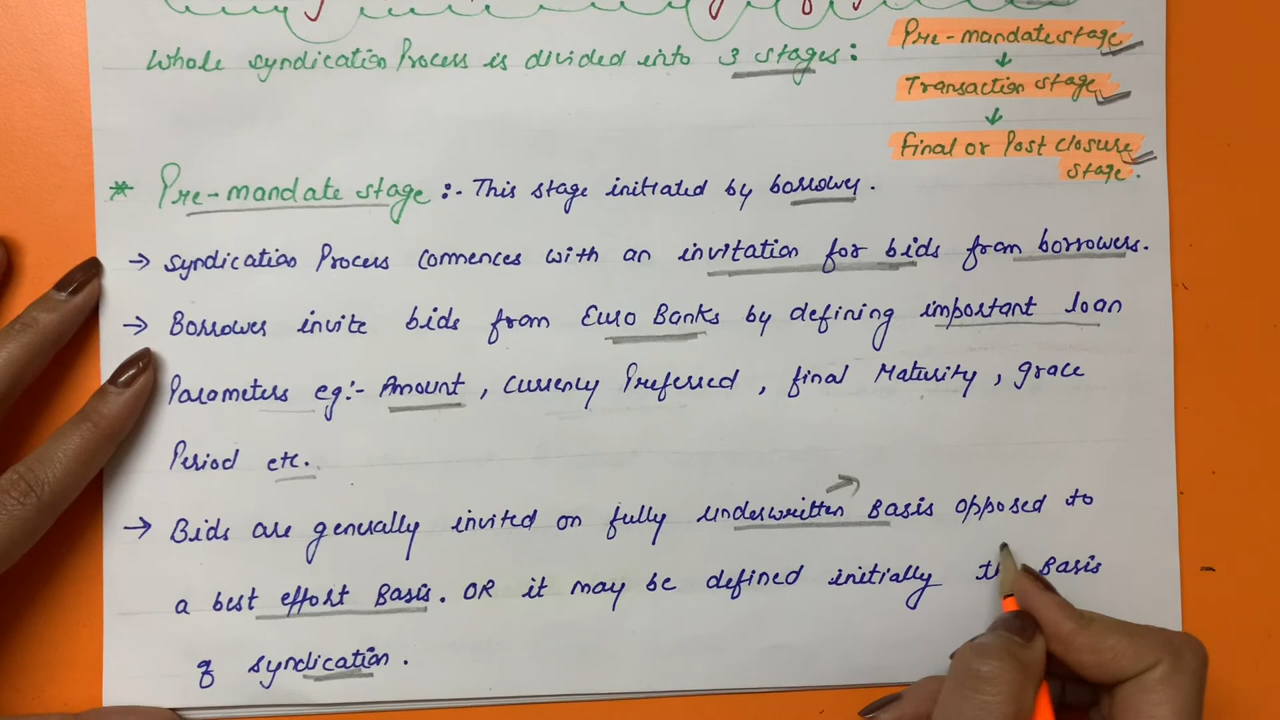 Whole syndication Process is divided into 3 stages:
Pre-mandate stage
↓
Transaction stage
↓
final or Post closure
stage.
* Pre-mandate stage :- This stage initiated by borrower.
→ Syndication Process commences with an invitation for bids from borrowers.
→ Borrower invite bids from Euro Banks by defining important loan
Parameters eg:- Amount, currency Preferred, final Maturity, grace
Period etc.
→ Bids are generally invited on fully underwritten Basis opposed to
a best effort Basis. OR it may be defined initially Basis
of syndication.